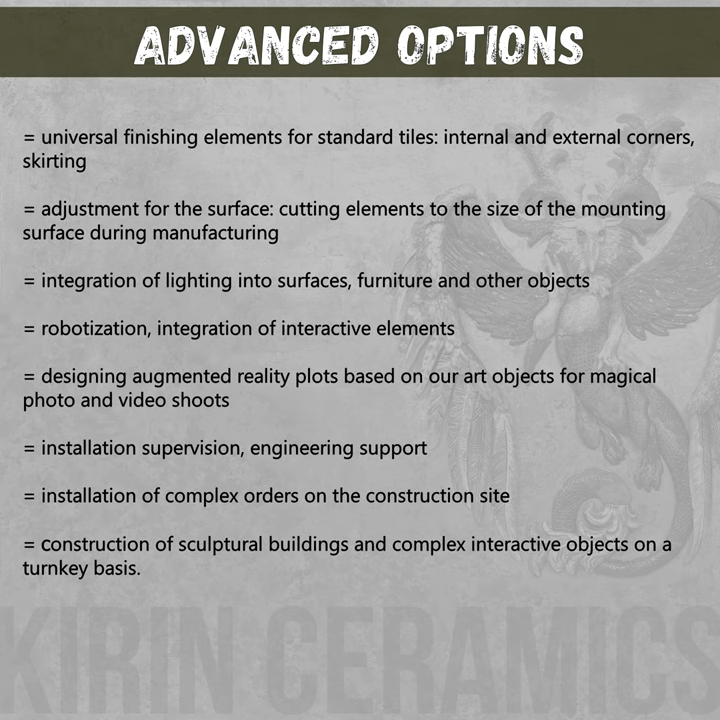 ADVANCED OPTIONS
= universal finishing elements for standard tiles: internal and external corners,
skirting
= adjustment for the surface: cutting elements to the size of the mounting
surface during manufacturing
= integration of lighting into surfaces, furniture and other objects
= robotization, integration of interactive elements
= designing augmented reality plots based on our art objects for magical
photo and video shoots
= installation supervision, engineering support
= installation of complex orders on the construction site
= construction of sculptural buildings and complex interactive objects on a
turnkey basis.
KIRIN CERAMICS